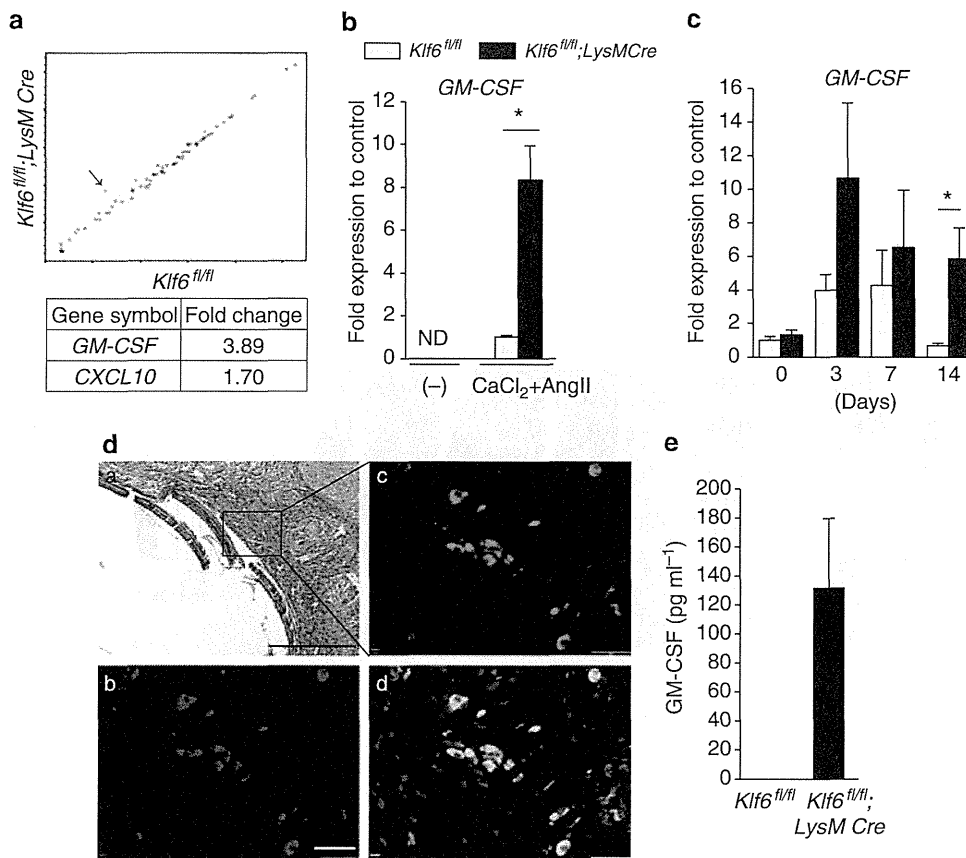 a
Klf6fl/fl;LysM Cre
Klf6 fl/fl
Gene symbol Fold change
GM-CSF 3.89
CXCL10 1.70
b
Klf6fl/fl Klf6fl/fl;LysMCre
GM-CSF
Fold expression to control
12
10
8
6
4
2
0
*
ND
(–) CaCl2+AngII
c
GM-CSF
Fold expression to control
16
14
12
10
8
6
4
2
0
*
0 3 7 14
(Days)
d
a
c
b
d
e
GM-CSF (pg ml–1)
200
180
160
140
120
100
80
60
40
20
0
Klf6fl/fl Klf6fl/fl;
LysM Cre